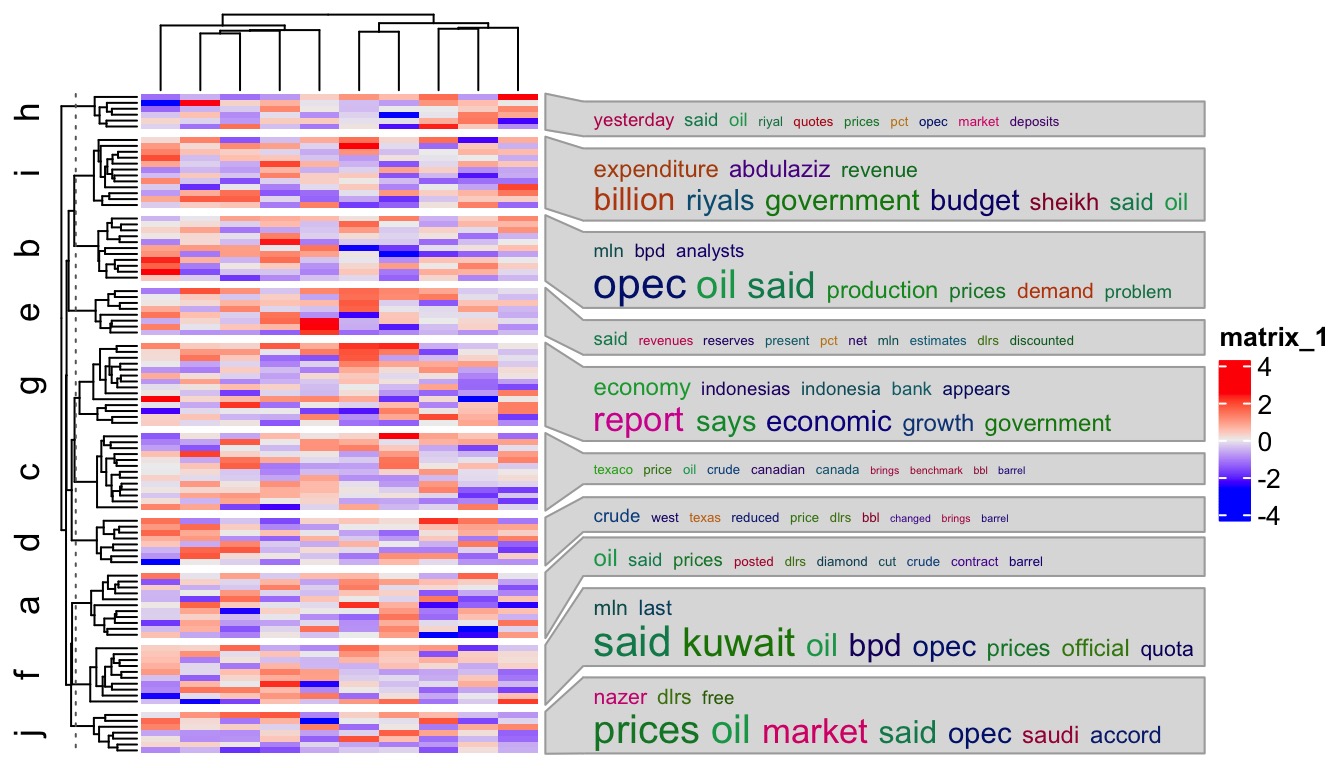 h
yesterday said oil riyal quotes prices pct opec market deposits
i
expenditure abdulaziz revenue
billion riyals government budget sheikh said oil
b
mln bpd analysts
opec oil said production prices demand problem
e
said revenues reserves present pct net mln estimates dlrs discounted
g
economy indonesias indonesia bank appears
report says economic growth government
c
texaco price oil crude canadian canada brings benchmark bbl barrel
d
crude west texas reduced price dlrs bbl changed brings barrel
a
oil said prices posted dlrs diamond cut crude contract barrel
f
mln last
said kuwait oil bpd opec prices official quota
j
nazer dlrs free
prices oil market said opec saudi accord
matrix_1
4
2
0
-2
-4